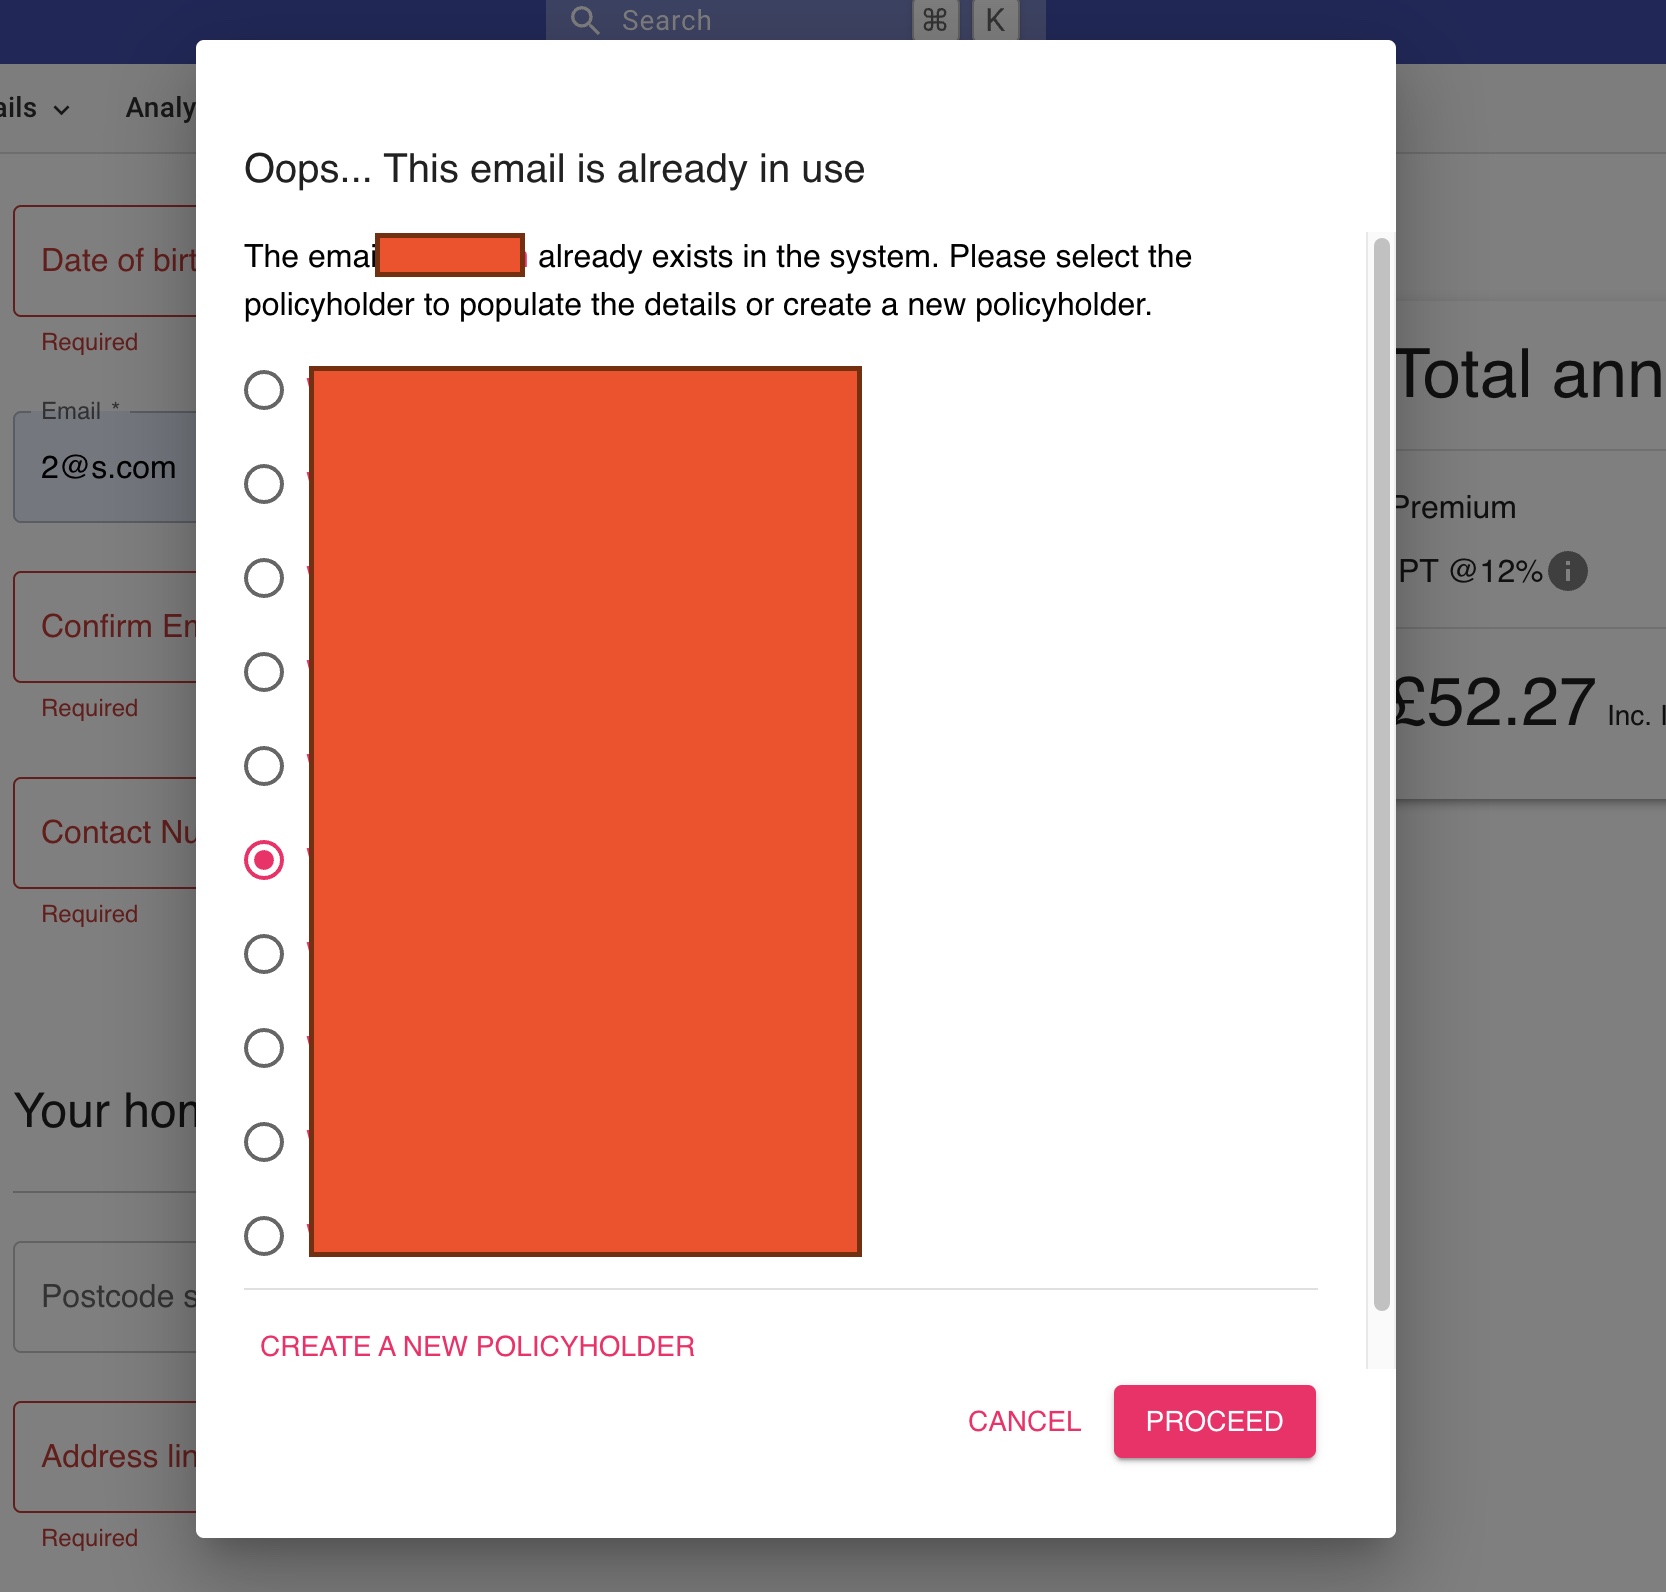 Search ⌘ K
ails Analy
Oops... This email is already in use
The emai already exists in the system. Please select the
policyholder to populate the details or create a new policyholder.
CREATE A NEW POLICYHOLDER
CANCEL PROCEED
Date of birt
Required
Email *
2@s.com
Confirm Em
Required
Contact Nu
Required
Your hom
Postcode s
Address lin
Required
Total ann
Premium
IPT @12%
£52.27 Inc. I